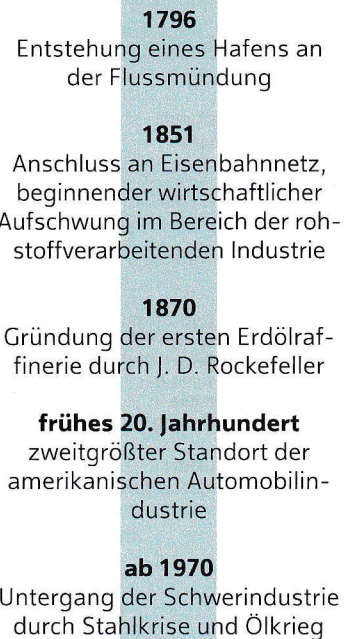 1796
Entstehung eines Hafens an
der Flussmündung
1851
Anschluss an Eisenbahnnetz,
beginnender wirtschaftlicher
Aufschwung im Bereich der roh-
stoffverarbeitenden Industrie
1870
Gründung der ersten Erdölraf-
finerie durch J. D. Rockefeller
frühes 20. Jahrhundert
zweitgrößter Standort der
amerikanischen Automobilin-
dustrie
ab 1970
Untergang der Schwerindustrie
durch Stahlkrise und Ölkrieg